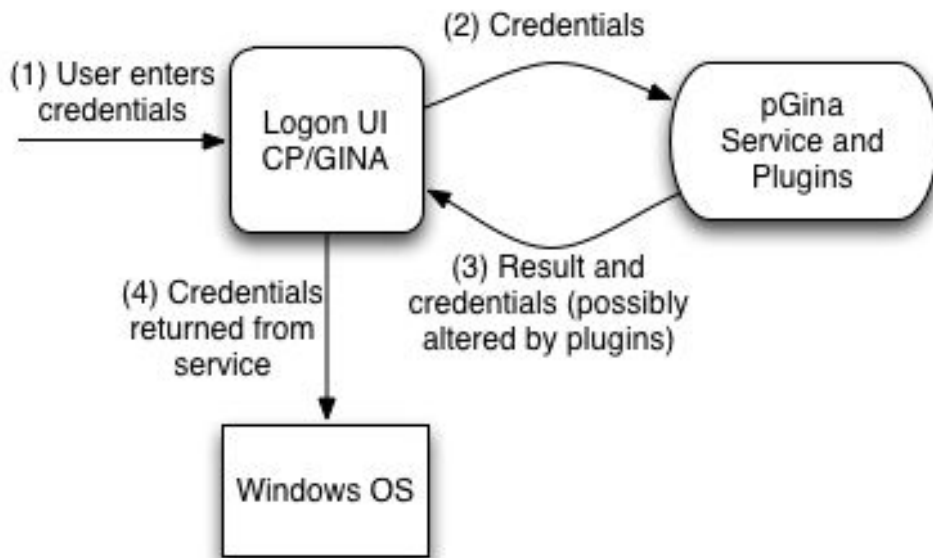 (2) Credentials
(1) User enters
credentials
Logon UI
CP/GINA
pGina
Service and
Plugins
(3) Result and
credentials (possibly
altered by plugins)
(4) Credentials
returned from
service
Windows OS